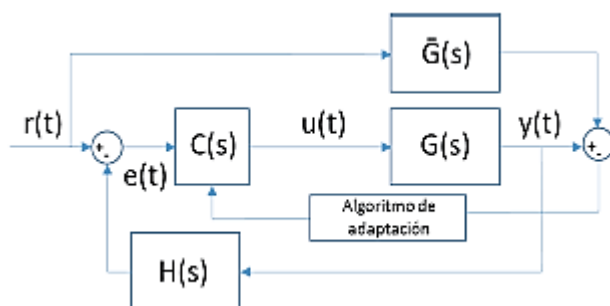 Ḡ(s)
r(t)
+
-
e(t)
C(s)
u(t)
G(s)
y(t)
+
-
Algoritmo de
adaptación
H(s)